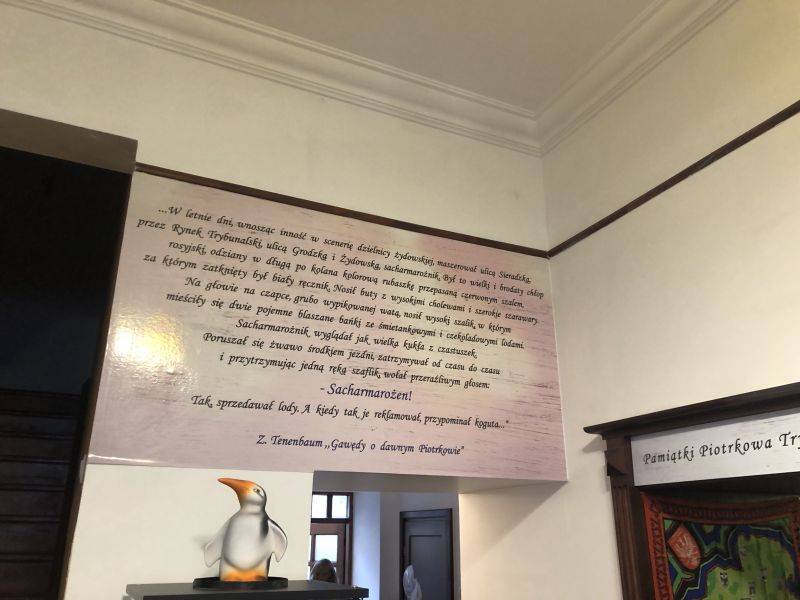 ...W letnie dni, wnosząc inność w scenerię dzielnicy żydowskiej, maszerował ulicą Sieradzką,
przez Rynek Trybunalski, ulicą Grodzką i Żydowską, sacharmarożnik. Był to wielki i brodaty chłop
rosyjski, odziany w długą po kolana kolorową rubaszkę przepasaną czerwonym szalem,
za którym zatknięty był biały ręcznik. Nosił buty z wysokimi cholewami i szerokie szarawary.
Na głowie na czapce, grubo wypikowanej watą, nosił wysoki szaflik, w którym
mieściły się dwie pojemne blaszane bańki ze śmietankowymi i czekoladowymi lodami.
Sacharmarożnik wyglądał jak wielka kukła z czastuszek.
Poruszał się żwawo środkiem jezdni, zatrzymywał od czasu do czasu
i przytrzymując jedną ręką szaflik, wołał przeraźliwym głosem:
- Sacharmarożen!
Tak, sprzedawał lody. A kiedy tak je reklamował, przypominał koguta..."
Z. Tenenbaum ,,Gawędy o dawnym Piotrkowie"
Pamiątki Piotrkowa Try